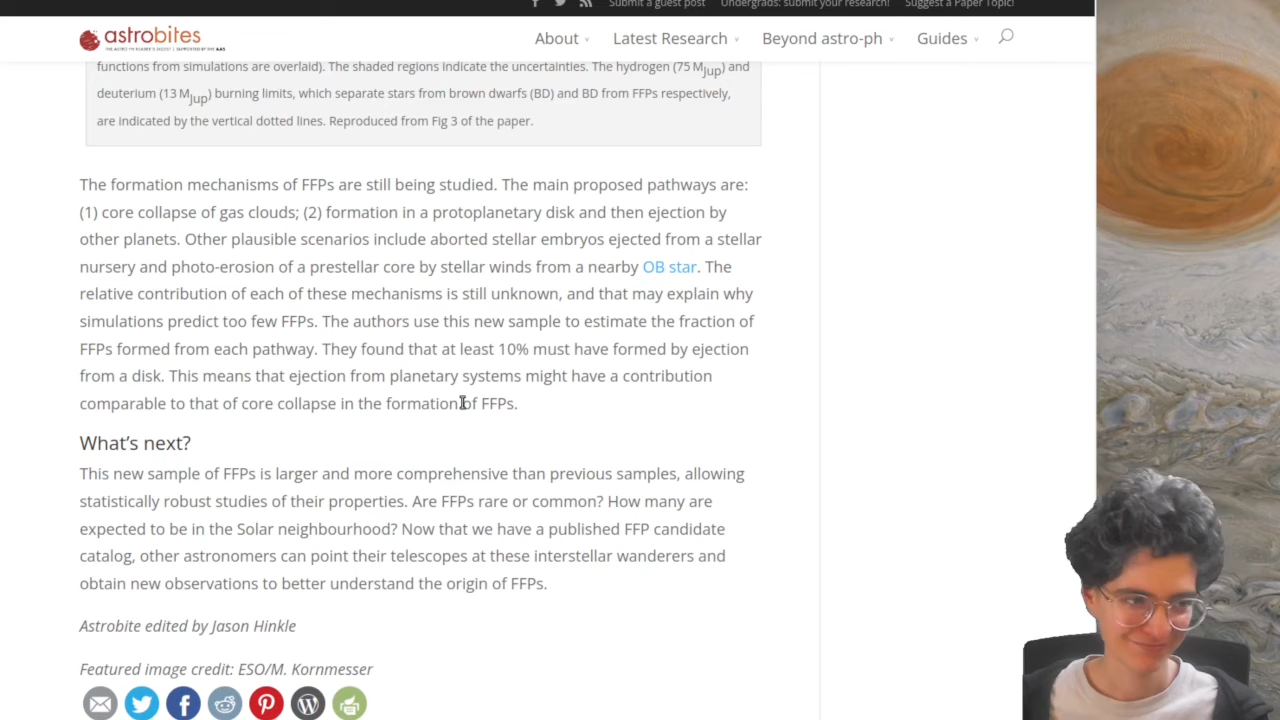 Submit a guest post Undergrads: submit your research! Suggest a Paper Topic!
astrobites
THE ASTRO-PH READER'S DIGEST | SUPPORTED BY THE AAS
About Latest Research Beyond astro-ph Guides
functions from simulations are overlaid). The shaded regions indicate the uncertainties. The hydrogen (75 MJup) and
deuterium (13 MJup) burning limits, which separate stars from brown dwarfs (BD) and BD from FFPs respectively,
are indicated by the vertical dotted lines. Reproduced from Fig 3 of the paper.
The formation mechanisms of FFPs are still being studied. The main proposed pathways are:
(1) core collapse of gas clouds; (2) formation in a protoplanetary disk and then ejection by
other planets. Other plausible scenarios include aborted stellar embryos ejected from a stellar
nursery and photo-erosion of a prestellar core by stellar winds from a nearby OB star. The
relative contribution of each of these mechanisms is still unknown, and that may explain why
simulations predict too few FFPs. The authors use this new sample to estimate the fraction of
FFPs formed from each pathway. They found that at least 10% must have formed by ejection
from a disk. This means that ejection from planetary systems might have a contribution
comparable to that of core collapse in the formation of FFPs.
What's next?
This new sample of FFPs is larger and more comprehensive than previous samples, allowing
statistically robust studies of their properties. Are FFPs rare or common? How many are
expected to be in the Solar neighbourhood? Now that we have a published FFP candidate
catalog, other astronomers can point their telescopes at these interstellar wanderers and
obtain new observations to better understand the origin of FFPs.
Astrobite edited by Jason Hinkle
Featured image credit: ESO/M. Kornmesser